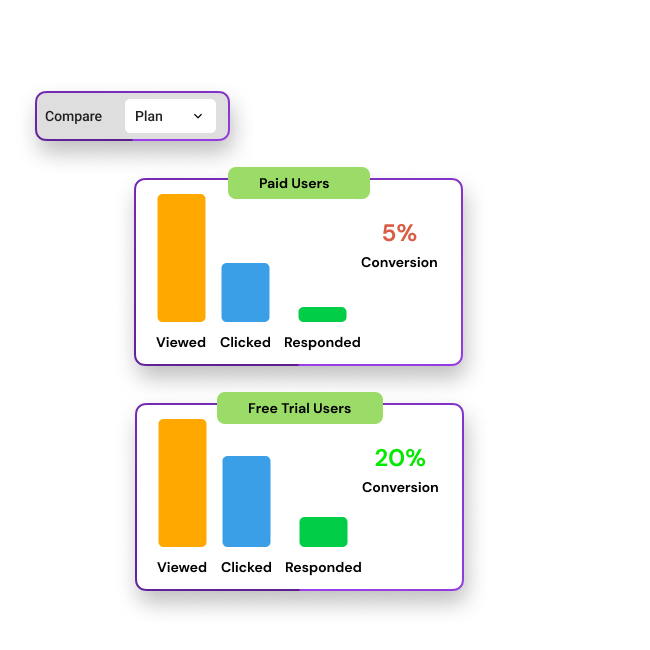 Compare Plan
Paid Users
5%
Conversion
Viewed Clicked Responded
Free Trial Users
20%
Conversion
Viewed Clicked Responded